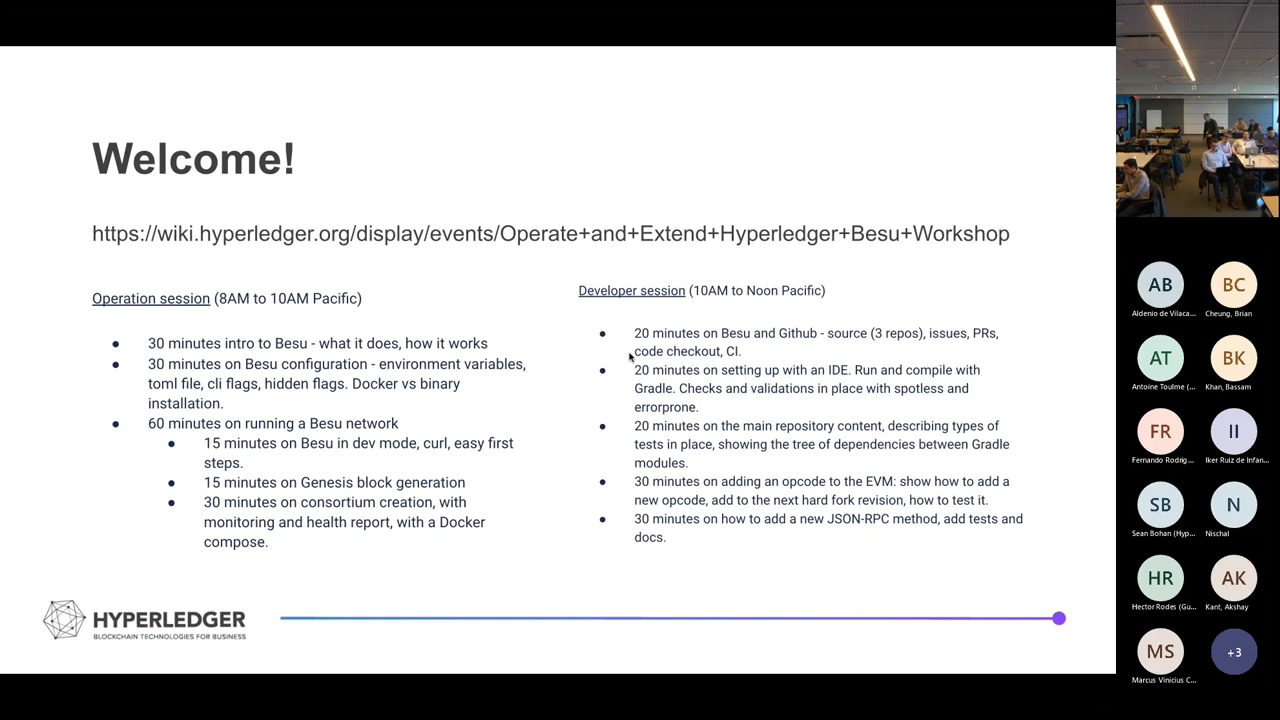 Welcome!
https://wiki.hyperledger.org/display/events/Operate+and+Extend+Hyperledger+Besu+Workshop
Operation session (8AM to 10AM Pacific)
● 30 minutes intro to Besu - what it does, how it works
● 30 minutes on Besu configuration - environment variables,
toml file, cli flags, hidden flags. Docker vs binary
installation.
● 60 minutes on running a Besu network
● 15 minutes on Besu in dev mode, curl, easy first
steps.
● 15 minutes on Genesis block generation
● 30 minutes on consortium creation, with
monitoring and health report, with a Docker
compose.
Developer session (10AM to Noon Pacific)
● 20 minutes on Besu and Github - source (3 repos), issues, PRs,
code checkout, CI.
● 20 minutes on setting up with an IDE. Run and compile with
Gradle. Checks and validations in place with spotless and
errorprone.
● 20 minutes on the main repository content, describing types of
tests in place, showing the tree of dependencies between Gradle
modules.
● 30 minutes on adding an opcode to the EVM: show how to add a
new opcode, add to the next hard fork revision, how to test it.
● 30 minutes on how to add a new JSON-RPC method, add tests and
docs.
HYPERLEDGER
BLOCKCHAIN TECHNOLOGIES FOR BUSINESS
AB BC
Aldenio de Vilaca... Cheung, Brian
AT BK
Antoine Toulme (... Khan, Bassam
FR II
Fernando Rodrig... Iker Ruiz de Infan...
SB N
Sean Bohan (Hyp... Nischal
HR AK
Hector Rodes (Gu... Kant, Akshay
MS +3
Marcus Vinicius C...